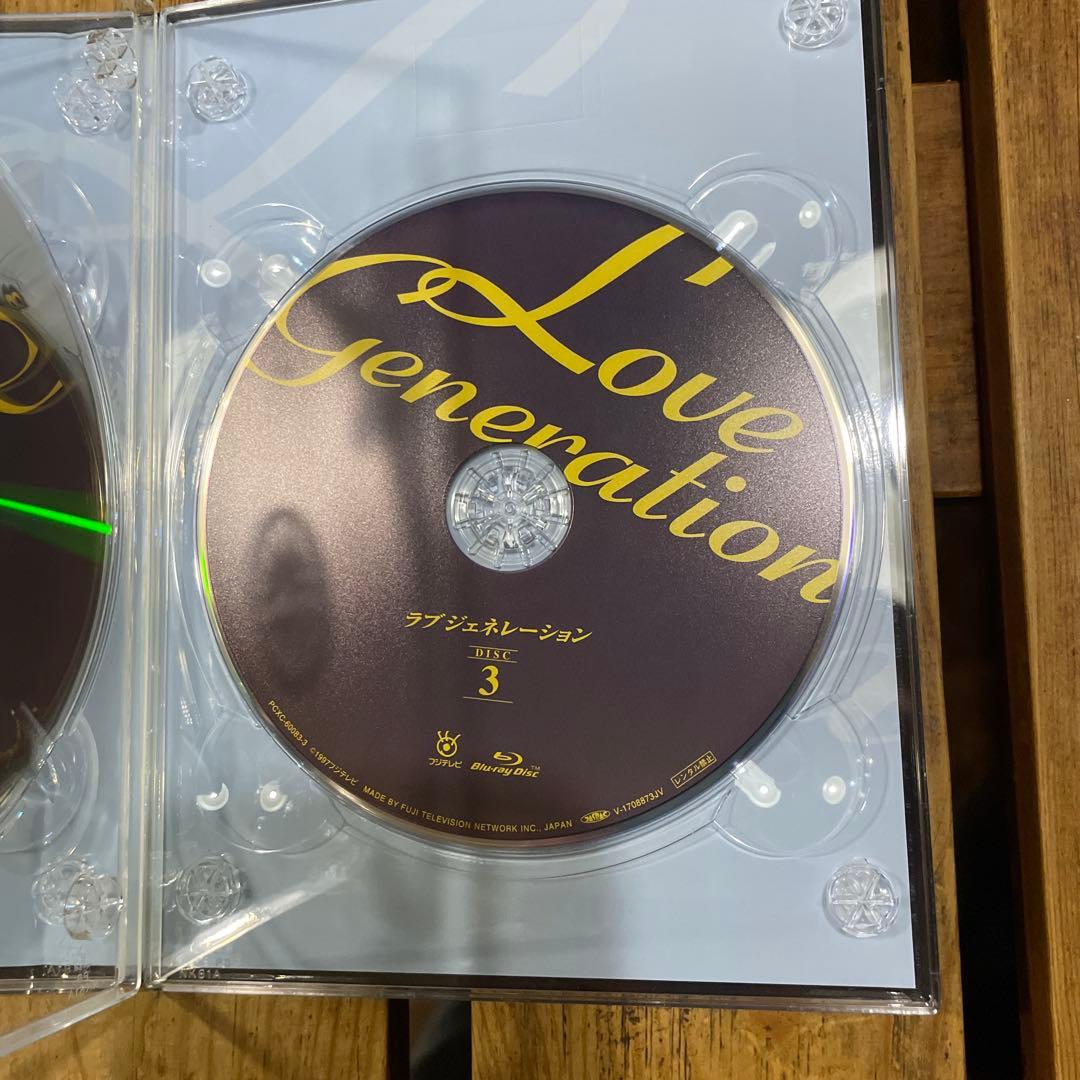 Love
Generation
ラブジェネレーション
DISC
3
フジテレビ
Blu-ray Disc™
レンタル禁止
PCXC-60083-3 ©1997フジテレビ MADE BY FUJI TELEVISION NETWORK INC., JAPAN
V-1708873JV
NK61A